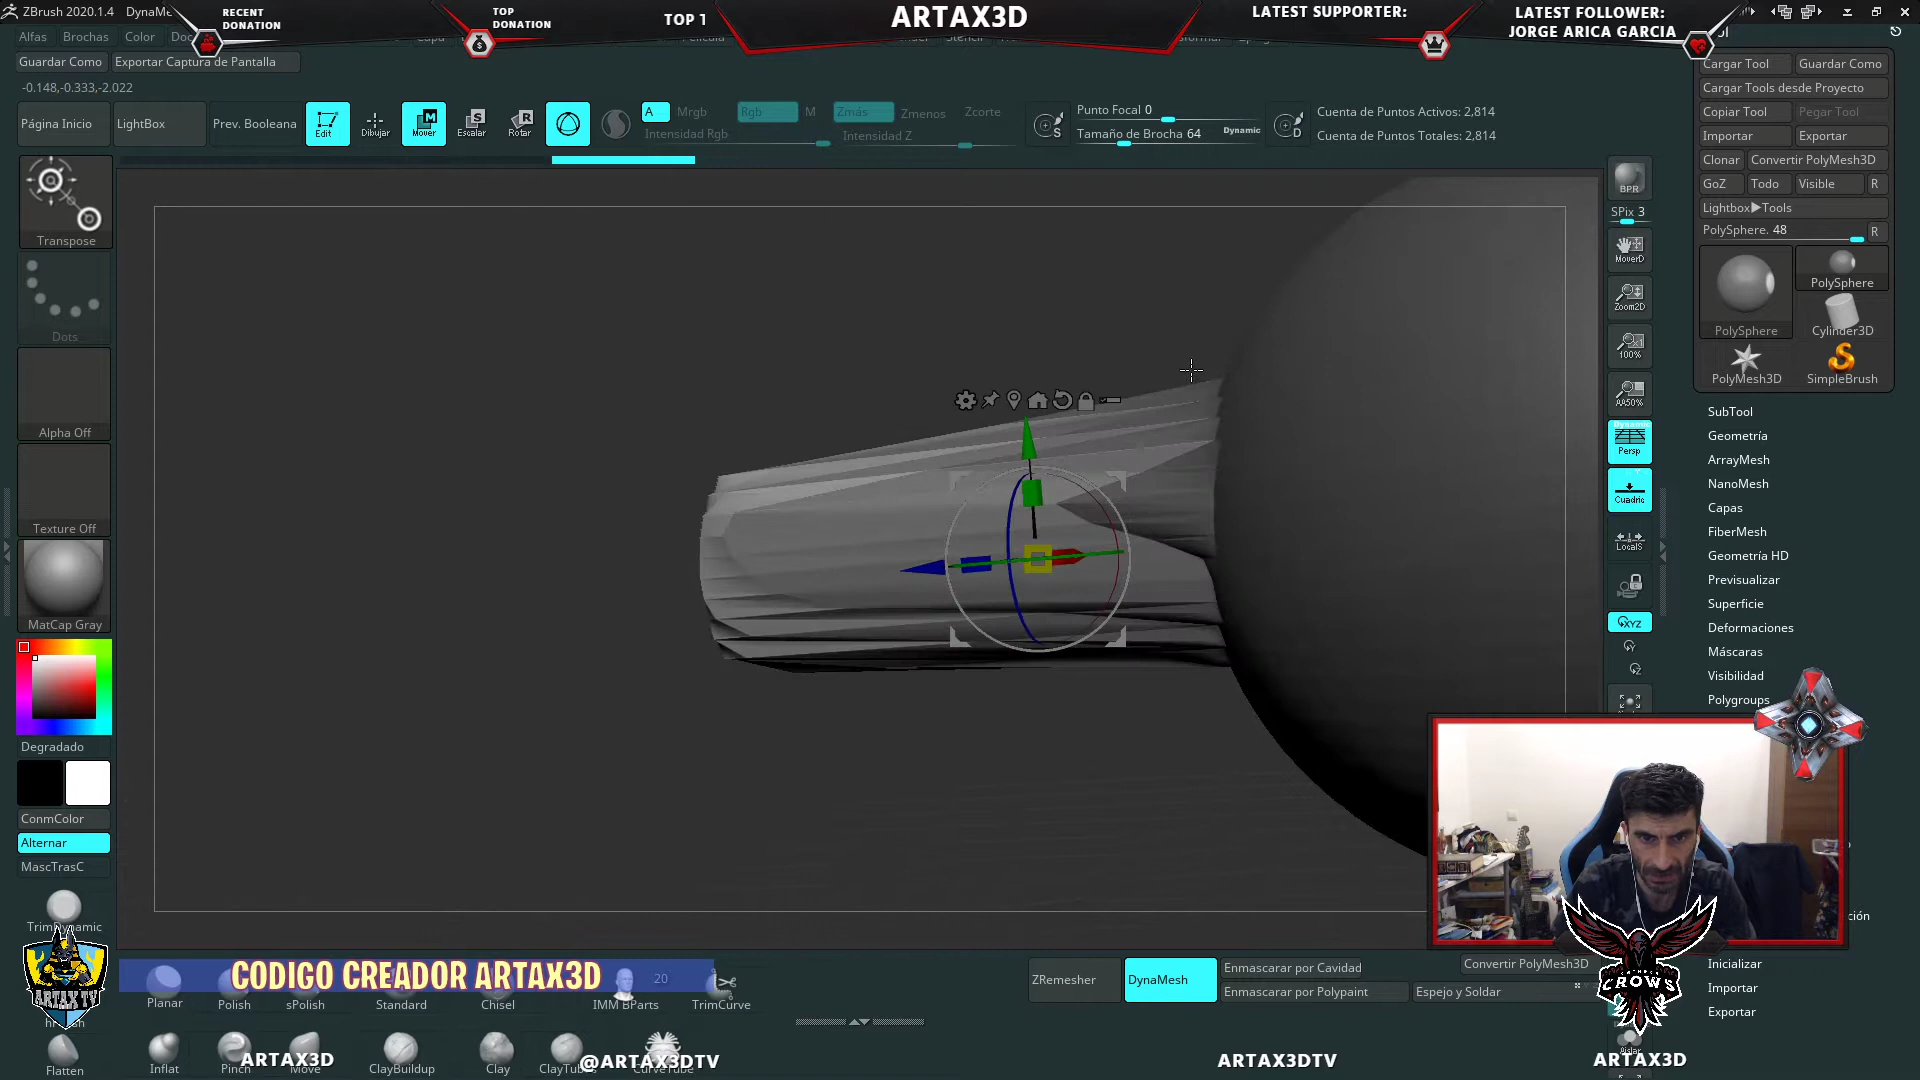 ZBrush 2020.1.4 DynaMe
RECENT
DONATION
TOP
DONATION
TOP 1
ARTAX3D
LATEST SUPPORTER:
LATEST FOLLOWER:
JORGE ARICA GARCIA
Alfas Brochas Color Doc
Guardar Como Exportar Captura de Pantalla
-0.148,-0.333,-2.022
Página Inicio LightBox Prev. Booleana
Edit Dibujar Mover Escalar Rotar
A Mrgb Rgb M Zmás Zmenos Zcorte
Intensidad Rgb Intensidad Z
S
Punto Focal 0
Tamaño de Brocha 64 Dynamic
D
Cuenta de Puntos Activos: 2,814
Cuenta de Puntos Totales: 2,814
Transpose
Dots
Alpha Off
Texture Off
MatCap Gray
Degradado
ConmColor
Alternar
MascTrasC
TrimDynamic
ARTAX TV
Flatten
BPR
SPix 3
MoverD
Zoom2D
100%
AA50%
Dynamic
Persp
Cuadric
LocalS
XYZ
Cargar Tool Guardar Como
Cargar Tools desde Proyecto
Copiar Tool Pegar Tool
Importar Exportar
Clonar Convertir PolyMesh3D
GoZ Todo Visible R
Lightbox▶Tools
PolySphere. 48 R
PolySphere
PolySphere
Cylinder3D
PolyMesh3D
SimpleBrush
SubTool
Geometría
ArrayMesh
NanoMesh
Capas
FiberMesh
Geometría HD
Previsualizar
Superficie
Deformaciones
Máscaras
Visibilidad
Polygroups
ción
Inicializar
Importar
Exportar
CODIGO CREADOR ARTAX3D
20
Planar Polish sPolish Standard Chisel IMM BParts TrimCurve
Inflat Pinch Move ClayBuildup Clay ClayTubes CurveTube
ZRemesher
DynaMesh
Enmascarar por Cavidad
Enmascarar por Polypaint
Convertir PolyMesh3D
Espejo y Soldar
CROWS
Aislar
ARTAX3D
@ARTAX3DTV
ARTAX3DTV
ARTAX3D